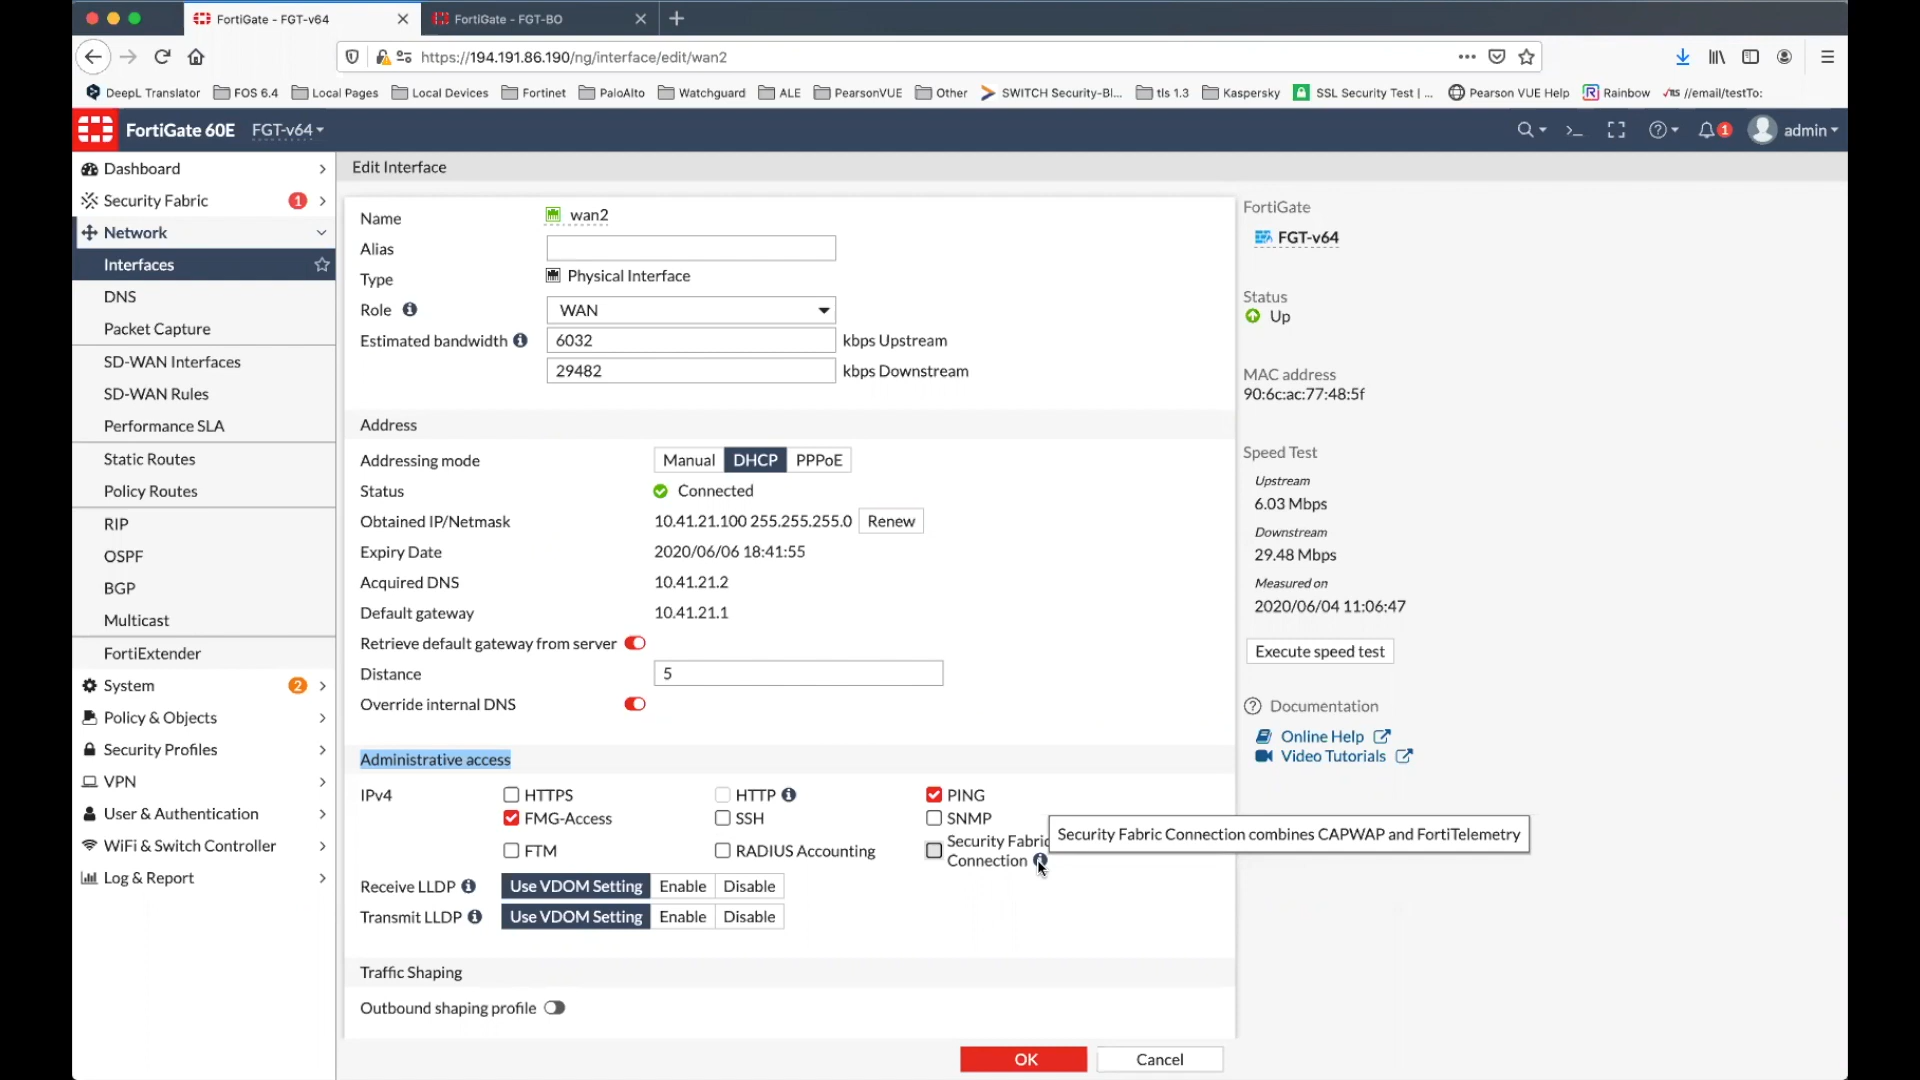 FortiGate - FGT-v64
FortiGate - FGT-BO
https://194.191.86.190/ng/interface/edit/wan2
DeepL Translator FOS 6.4 Local Pages Local Devices Fortinet PaloAlto Watchguard ALE PearsonVUE Other SWITCH Security-Bl... tls 1.3 Kaspersky SSL Security Test | ... Pearson VUE Help Rainbow //email/testTo:
FortiGate 60E FGT-v64 1 admin
Dashboard
Security Fabric 1
Network
Interfaces
DNS
Packet Capture
SD-WAN Interfaces
SD-WAN Rules
Performance SLA
Static Routes
Policy Routes
RIP
OSPF
BGP
Multicast
FortiExtender
System 2
Policy & Objects
Security Profiles
VPN
User & Authentication
WiFi & Switch Controller
Log & Report
Edit Interface
Name wan2
Alias
Type Physical Interface
Role WAN
Estimated bandwidth 6032 kbps Upstream
29482 kbps Downstream
Address
Addressing mode Manual DHCP PPPoE
Status Connected
Obtained IP/Netmask 10.41.21.100 255.255.255.0 Renew
Expiry Date 2020/06/06 18:41:55
Acquired DNS 10.41.21.2
Default gateway 10.41.21.1
Retrieve default gateway from server
Distance 5
Override internal DNS
Administrative access
IPv4 HTTPS HTTP PING
FMG-Access SSH SNMP
FTM RADIUS Accounting Security Fabric
Connection
Security Fabric Connection combines CAPWAP and FortiTelemetry
Receive LLDP Use VDOM Setting Enable Disable
Transmit LLDP Use VDOM Setting Enable Disable
Traffic Shaping
Outbound shaping profile
OK Cancel
FortiGate
FGT-v64
Status
Up
MAC address
90:6c:ac:77:48:5f
Speed Test
Upstream
6.03 Mbps
Downstream
29.48 Mbps
Measured on
2020/06/04 11:06:47
Execute speed test
Documentation
Online Help
Video Tutorials